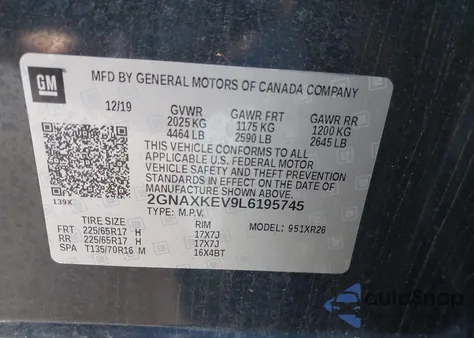 GM
MFD BY GENERAL MOTORS OF CANADA COMPANY
12/19 GVWR GAWR FRT GAWR RR
2025 KG 1175 KG 1200 KG
4464 LB 2590 LB 2645 LB
THIS VEHICLE CONFORMS TO ALL
APPLICABLE U.S. FEDERAL MOTOR
VEHICLE SAFETY AND THEFT
PREVENTION STANDARDS IN EFFECT
ON THE DATE OF MANUFACTURE
SHOWN ABOVE.
139X 2GNAXKEV9L6195745
TYPE: M.P.V. MODEL: 951XR26
TIRE SIZE RIM
FRT 225/65R17 H 17X7J
RR 225/65R17 H 17X7J
SPA T135/70R16 M 16X4BT
autoSnap